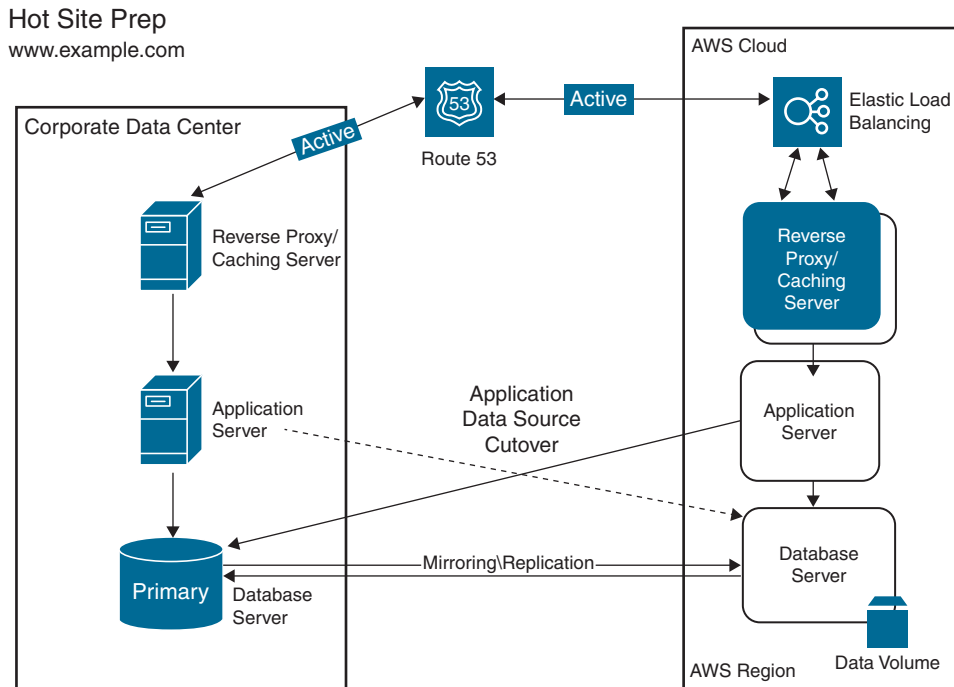 Hot Site Prep
www.example.com
Corporate Data Center
Active
53
Route 53
Active
AWS Cloud
Elastic Load
Balancing
Reverse Proxy/
Caching Server
Reverse
Proxy/
Caching
Server
Application
Server
Application
Data Source
Cutover
Application
Server
Primary
Database
Server
Mirroring\Replication
Database
Server
Data Volume
AWS Region